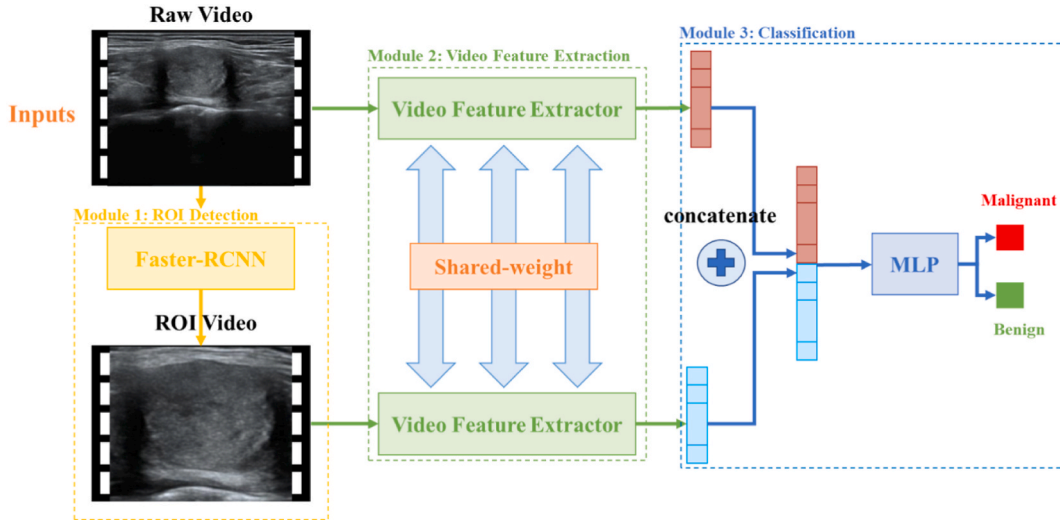 Raw Video
Inputs
Module 1: ROI Detection
Faster-RCNN
ROI Video
Module 2: Video Feature Extraction
Video Feature Extractor
Shared-weight
Video Feature Extractor
Module 3: Classification
concatenate
MLP
Malignant
Benign